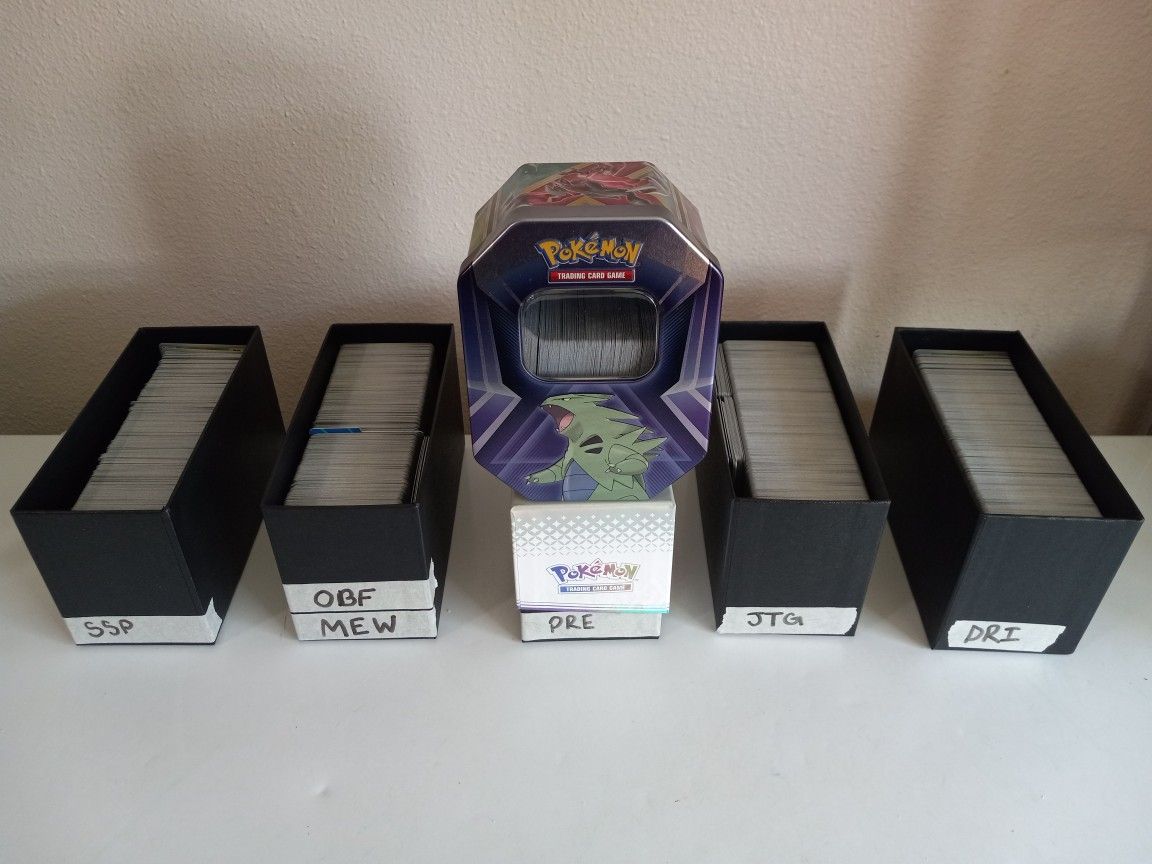 POKéMON
TRADING CARD GAME
POKéMON
TRADING CARD GAME
SSP
OBF
MEW
PRE
JTG
DRI